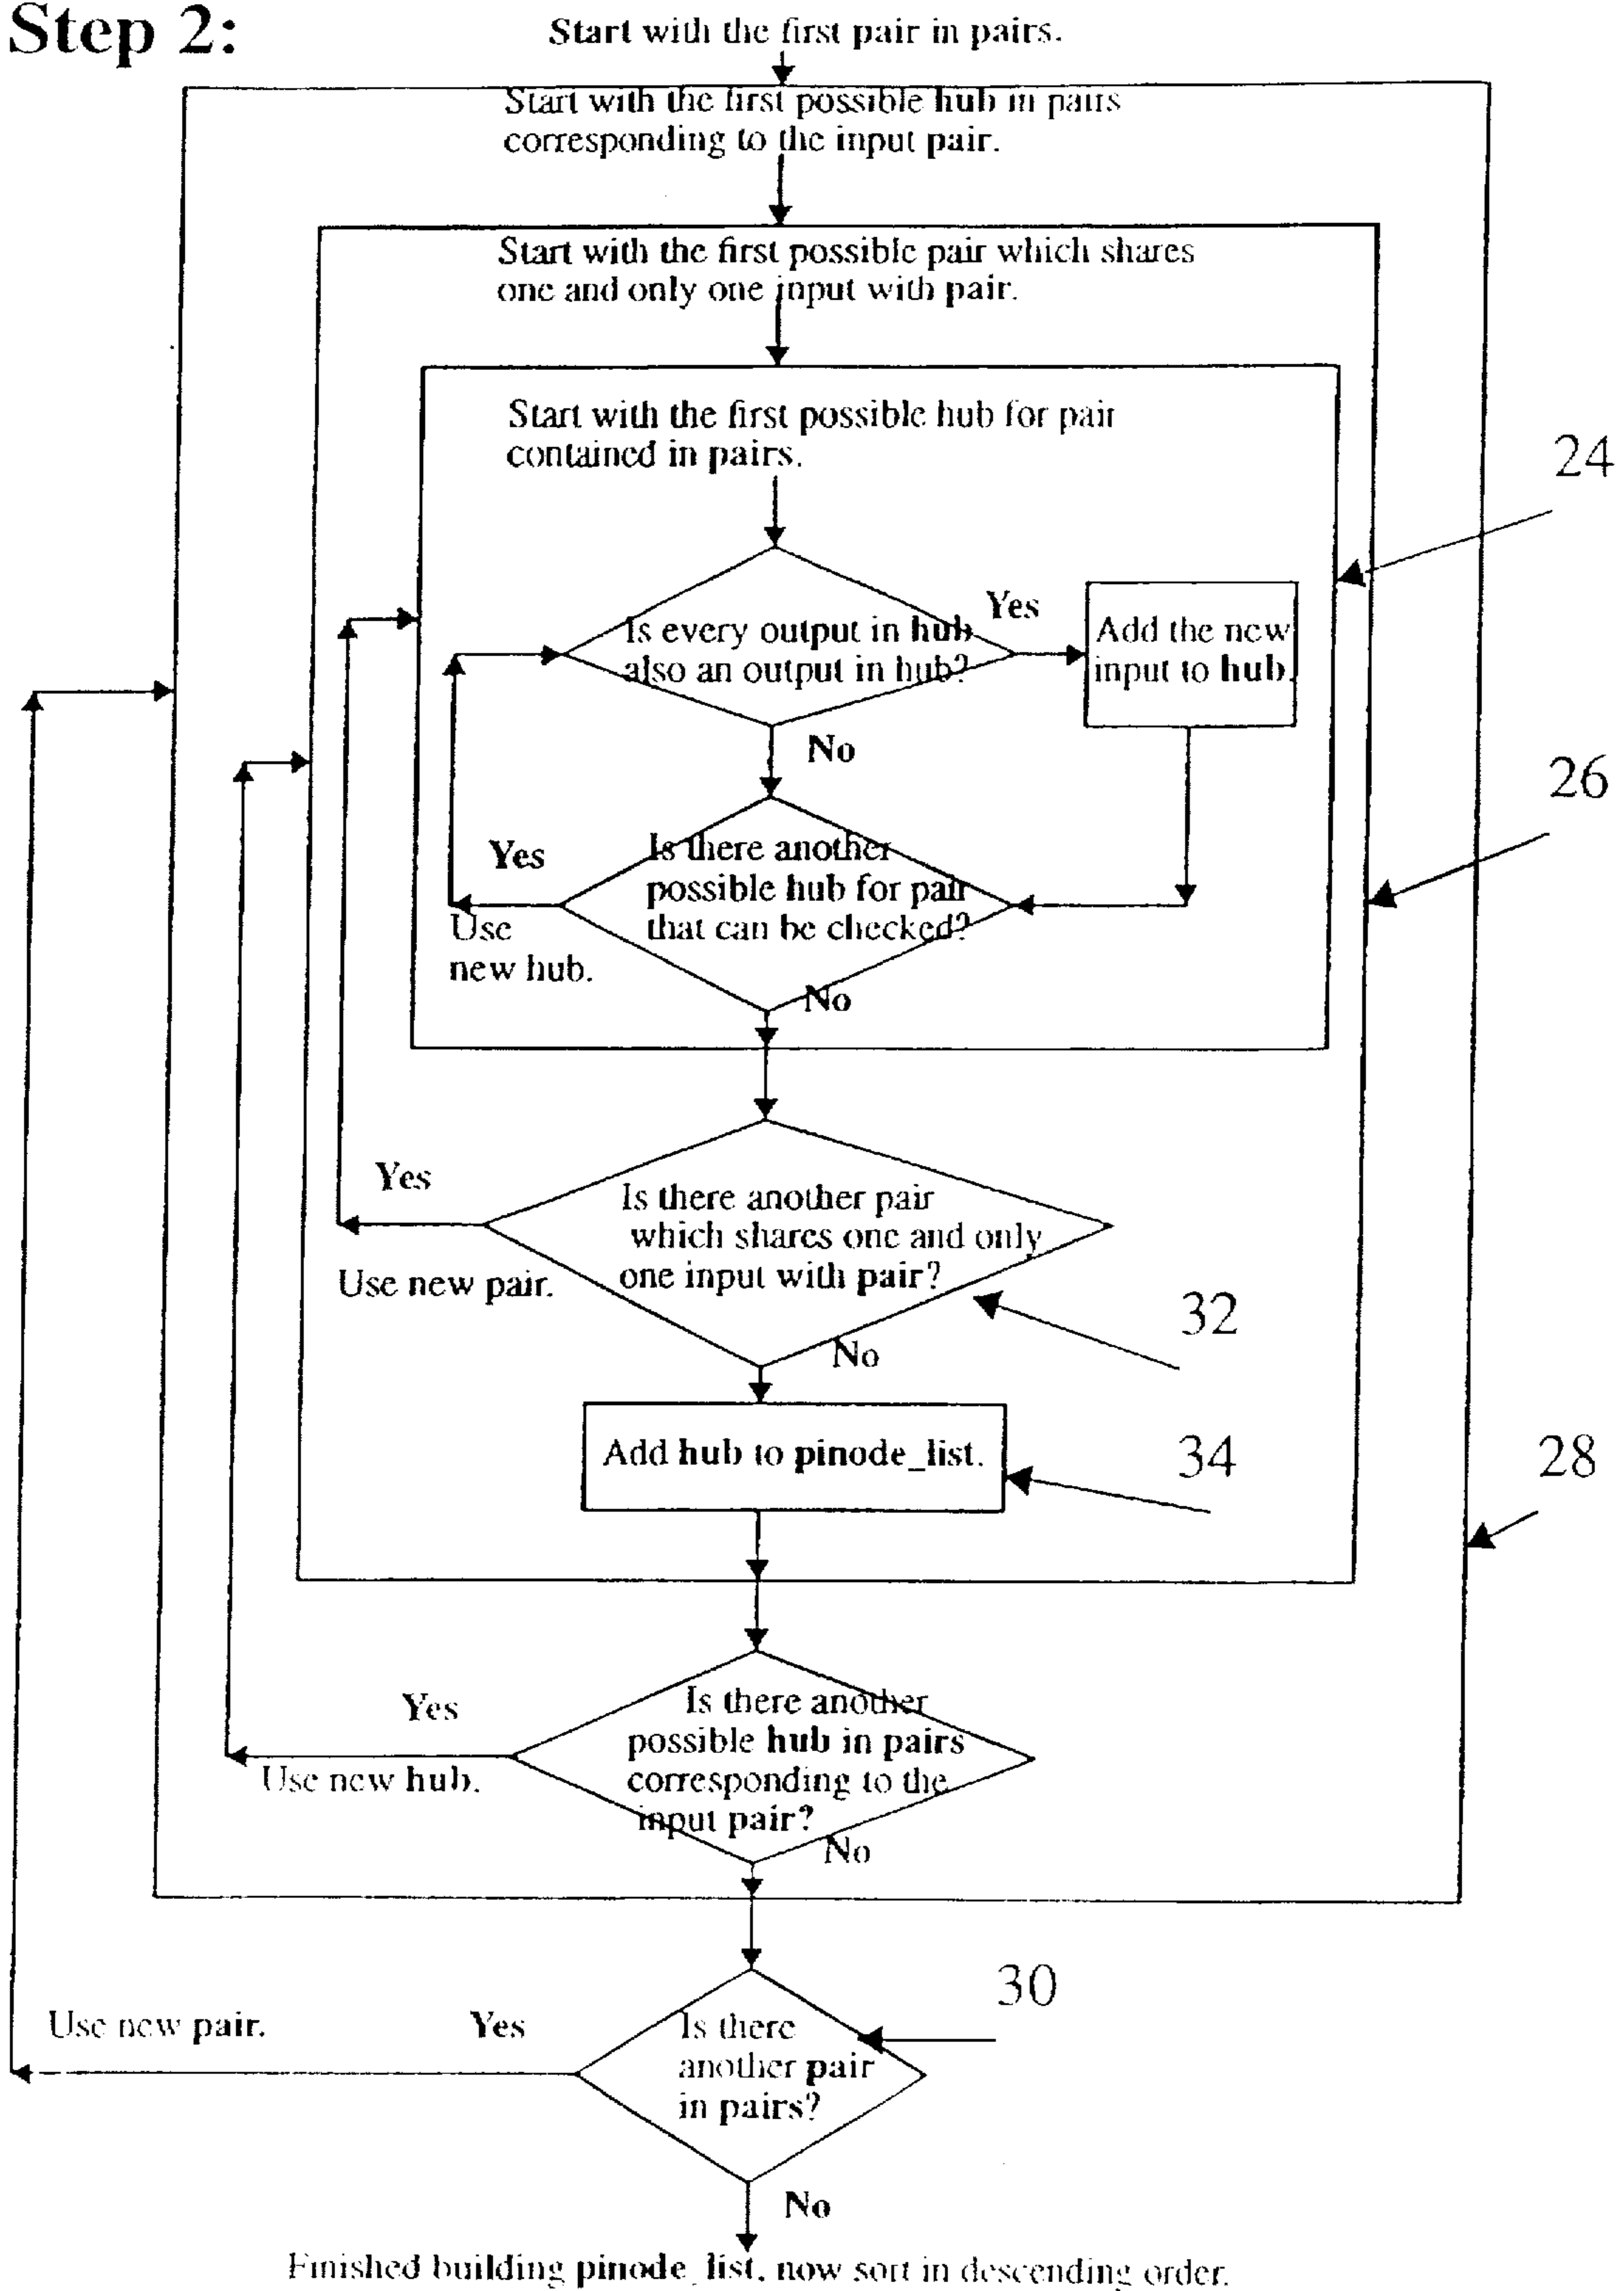 Step 2:
Start with the first pair in pairs.
Start with the first possible hub in pairs
corresponding to the input pair.
Start with the first possible pair which shares
one and only one input with pair.
Start with the first possible hub for pair
contained in pairs.
24
Yes
Is every output in hub
also an output in hub?
Add the new
input to hub.
No
26
Yes
Is there another
possible hub for pair
that can be checked?
Use
new hub.
No
Yes
Is there another pair
which shares one and only
one input with pair?
Use new pair.
32
No
Add hub to pinode_list.
34
28
Yes
Is there another
possible hub in pairs
corresponding to the
input pair?
Use new hub.
No
30
Use new pair.
Yes
Is there
another pair
in pairs?
No
Finished building pinode_list, now sort in descending order.